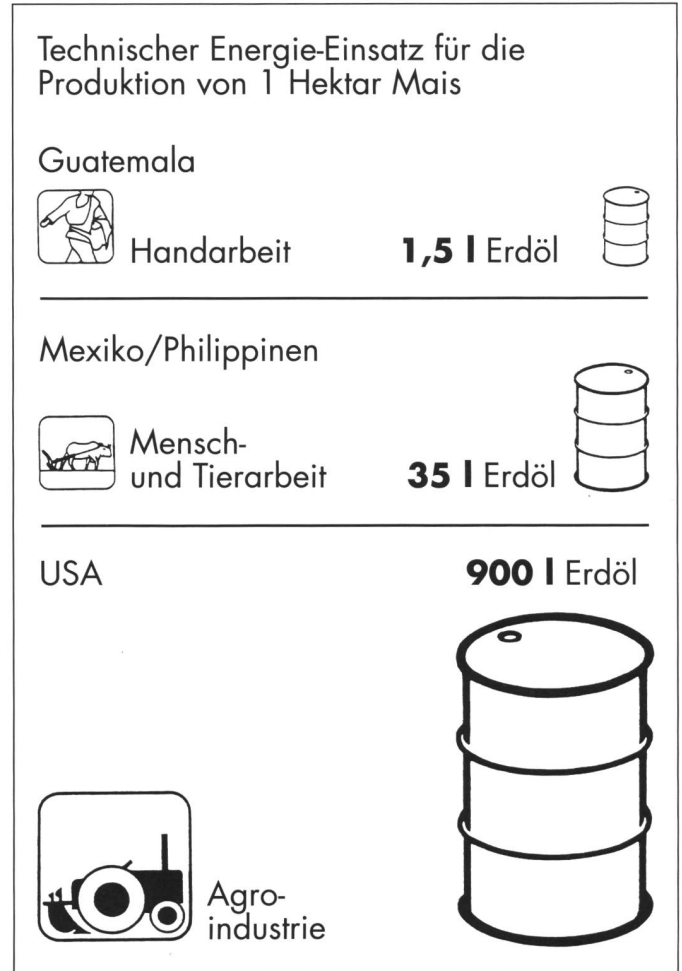 Technischer Energie-Einsatz für die
Produktion von 1 Hektar Mais
Guatemala
Handarbeit 1,5 l Erdöl
Mexiko/Philippinen
Mensch-
und Tierarbeit 35 l Erdöl
USA 900 l Erdöl
Agro-
industrie